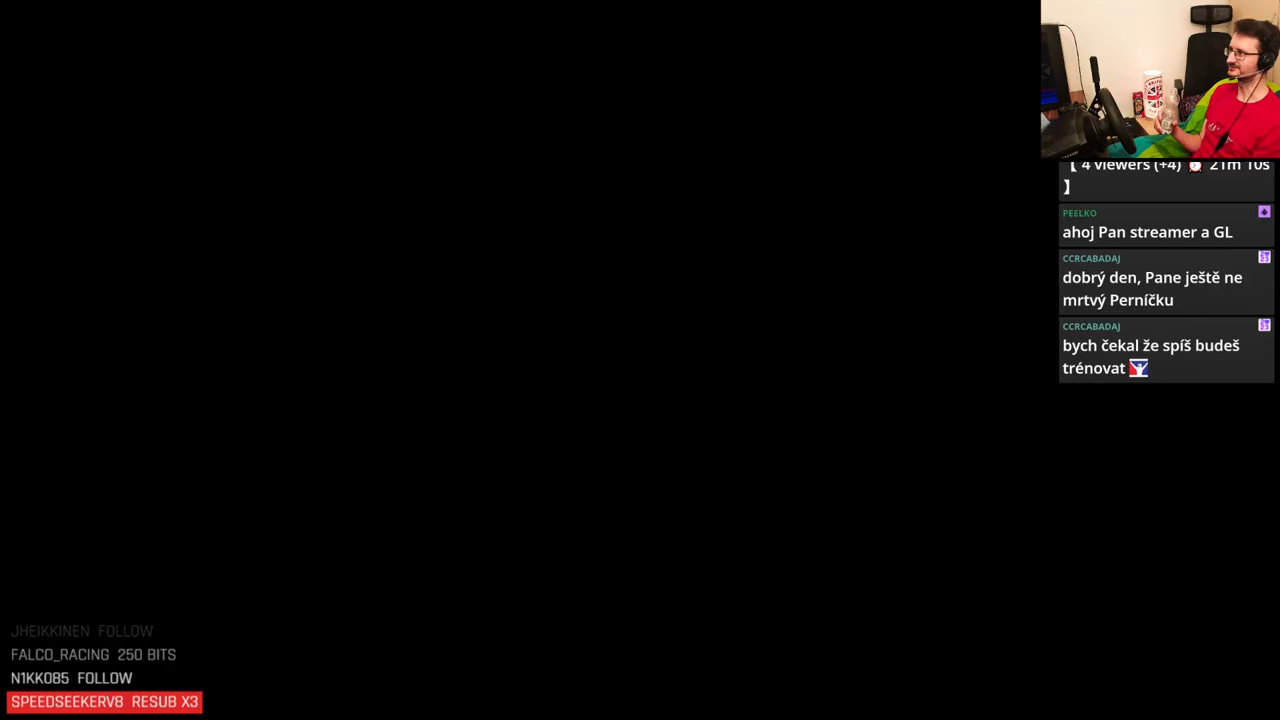 【 4 viewers (+4) ⏰ 21m 10s
】
PEELKO
ahoj Pan streamer a GL
CCRCABADAJ
dobrý den, Pane ještě ne
mrtvý Perníčku
CCRCABADAJ
bych čekal že spíš budeš
trénovat
JHEIKKINEN FOLLOW
FALCO_RACING 250 BITS
N1KK085 FOLLOW
SPEEDSEEKERV8 RESUB X3